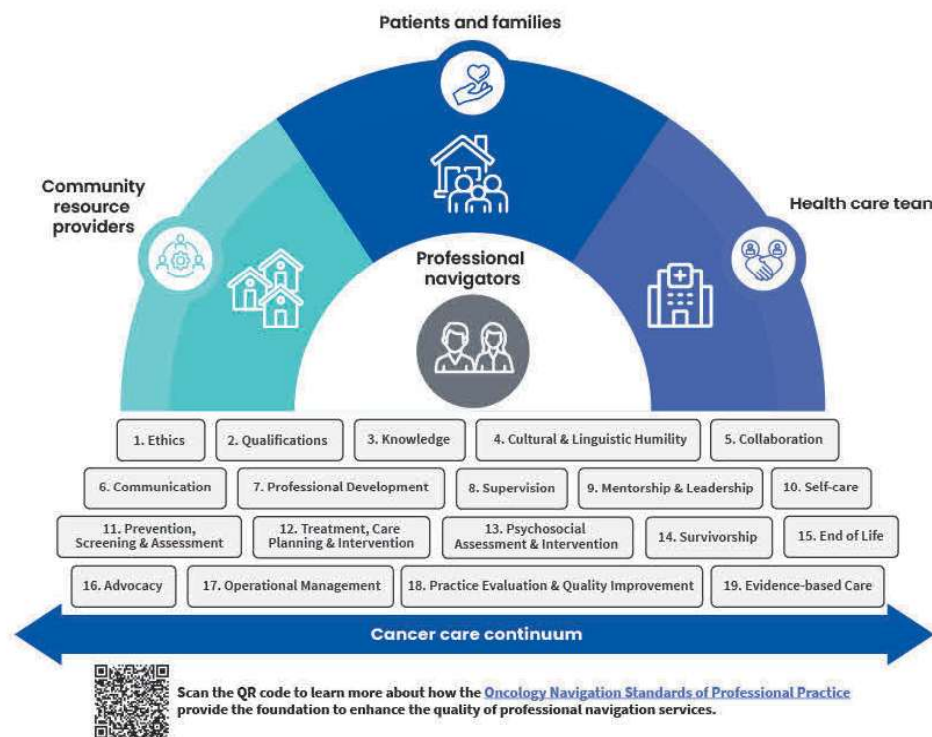 Patients and families
Community
resource
providers
Health care team
Professional
navigators
1. Ethics
2. Qualifications
3. Knowledge
4. Cultural & Linguistic Humility
5. Collaboration
6. Communication
7. Professional Development
8. Supervision
9. Mentorship & Leadership
10. Self-care
11. Prevention,
Screening & Assessment
12. Treatment, Care
Planning & Intervention
13. Psychosocial
Assessment & Intervention
14. Survivorship
15. End of Life
16. Advocacy
17. Operational Management
18. Practice Evaluation & Quality Improvement
19. Evidence-based Care
Cancer care continuum
Scan the QR code to learn more about how the Oncology Navigation Standards of Professional Practice
provide the foundation to enhance the quality of professional navigation services.